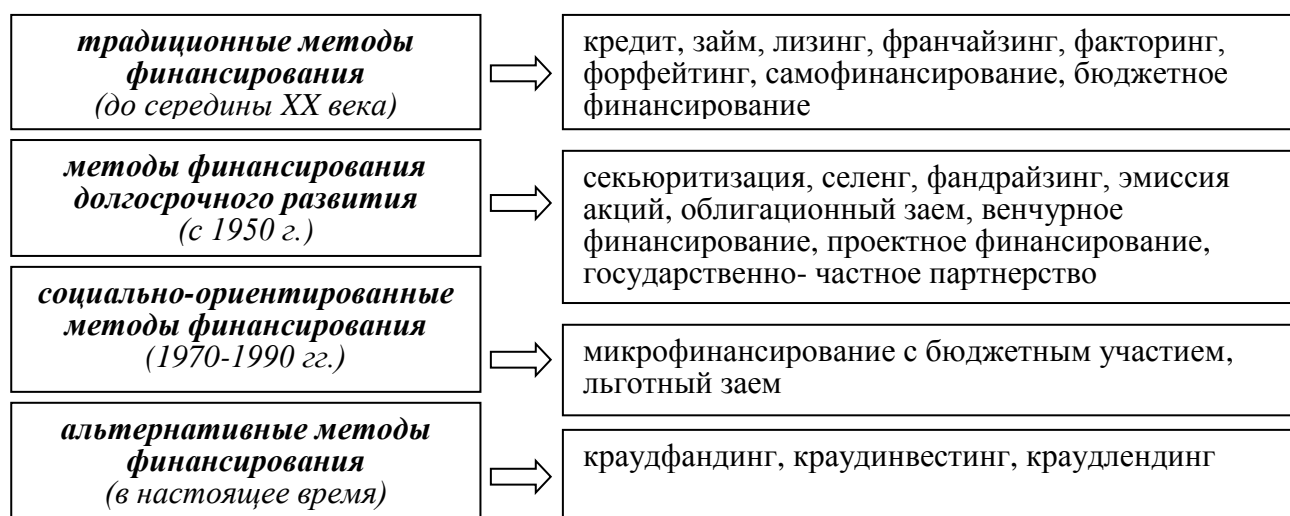 традиционные методы
финансирования
(до середины XX века)
кредит, займ, лизинг, франчайзинг, факторинг,
форфейтинг, самофинансирование, бюджетное
финансирование
методы финансирования
долгосрочного развития
(с 1950 г.)
секьюритизация, селенг, фандрайзинг, эмиссия
акций, облигационный заем, венчурное
финансирование, проектное финансирование,
государственно- частное партнерство
социально-ориентированные
методы финансирования
(1970-1990 гг.)
микрофинансирование с бюджетным участием,
льготный заем
альтернативные методы
финансирования
(в настоящее время)
краудфандинг, краудинвестинг, краудлендинг